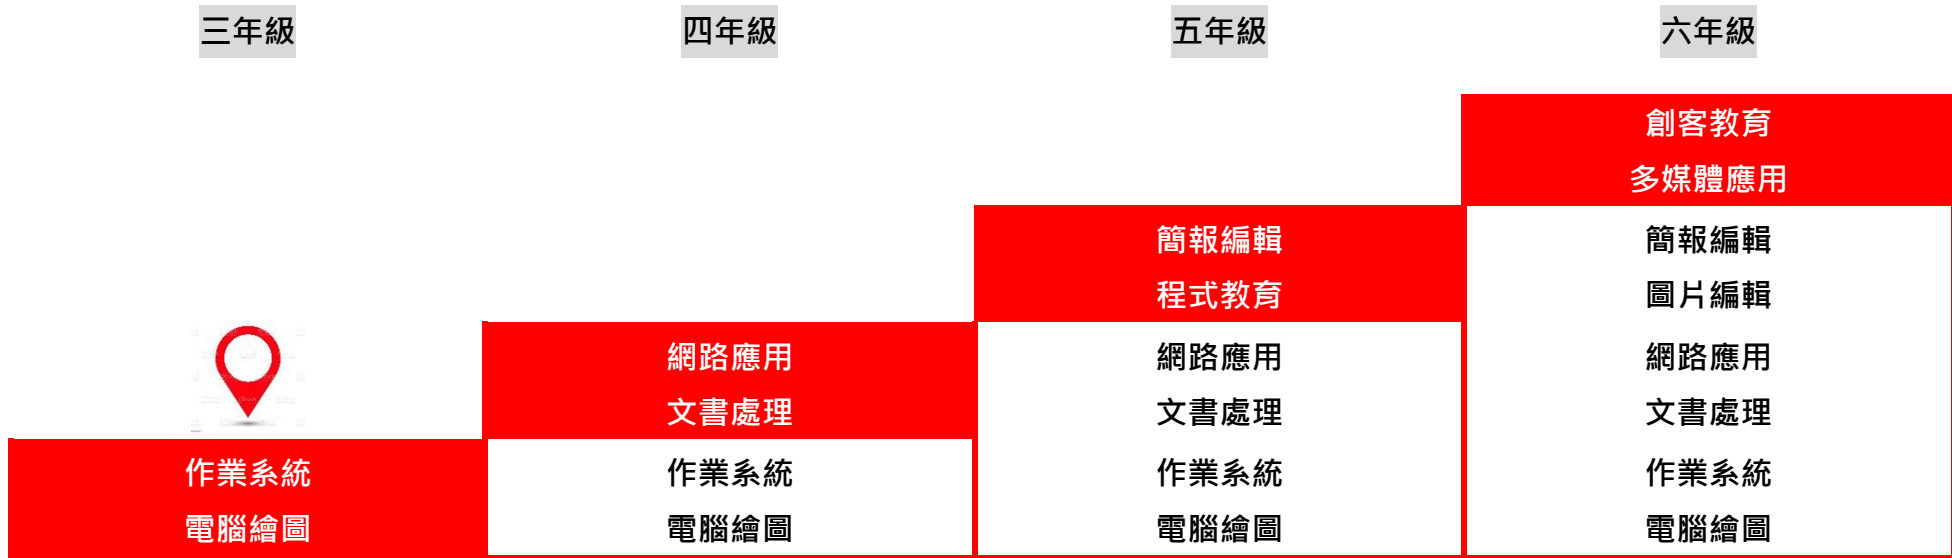 三年級 四年級 五年級 六年級
創客教育
多媒體應用
簡報編輯 簡報編輯
程式教育 圖片編輯
網路應用 網路應用 網路應用
文書處理 文書處理 文書處理
作業系統 作業系統 作業系統 作業系統
電腦繪圖 電腦繪圖 電腦繪圖 電腦繪圖